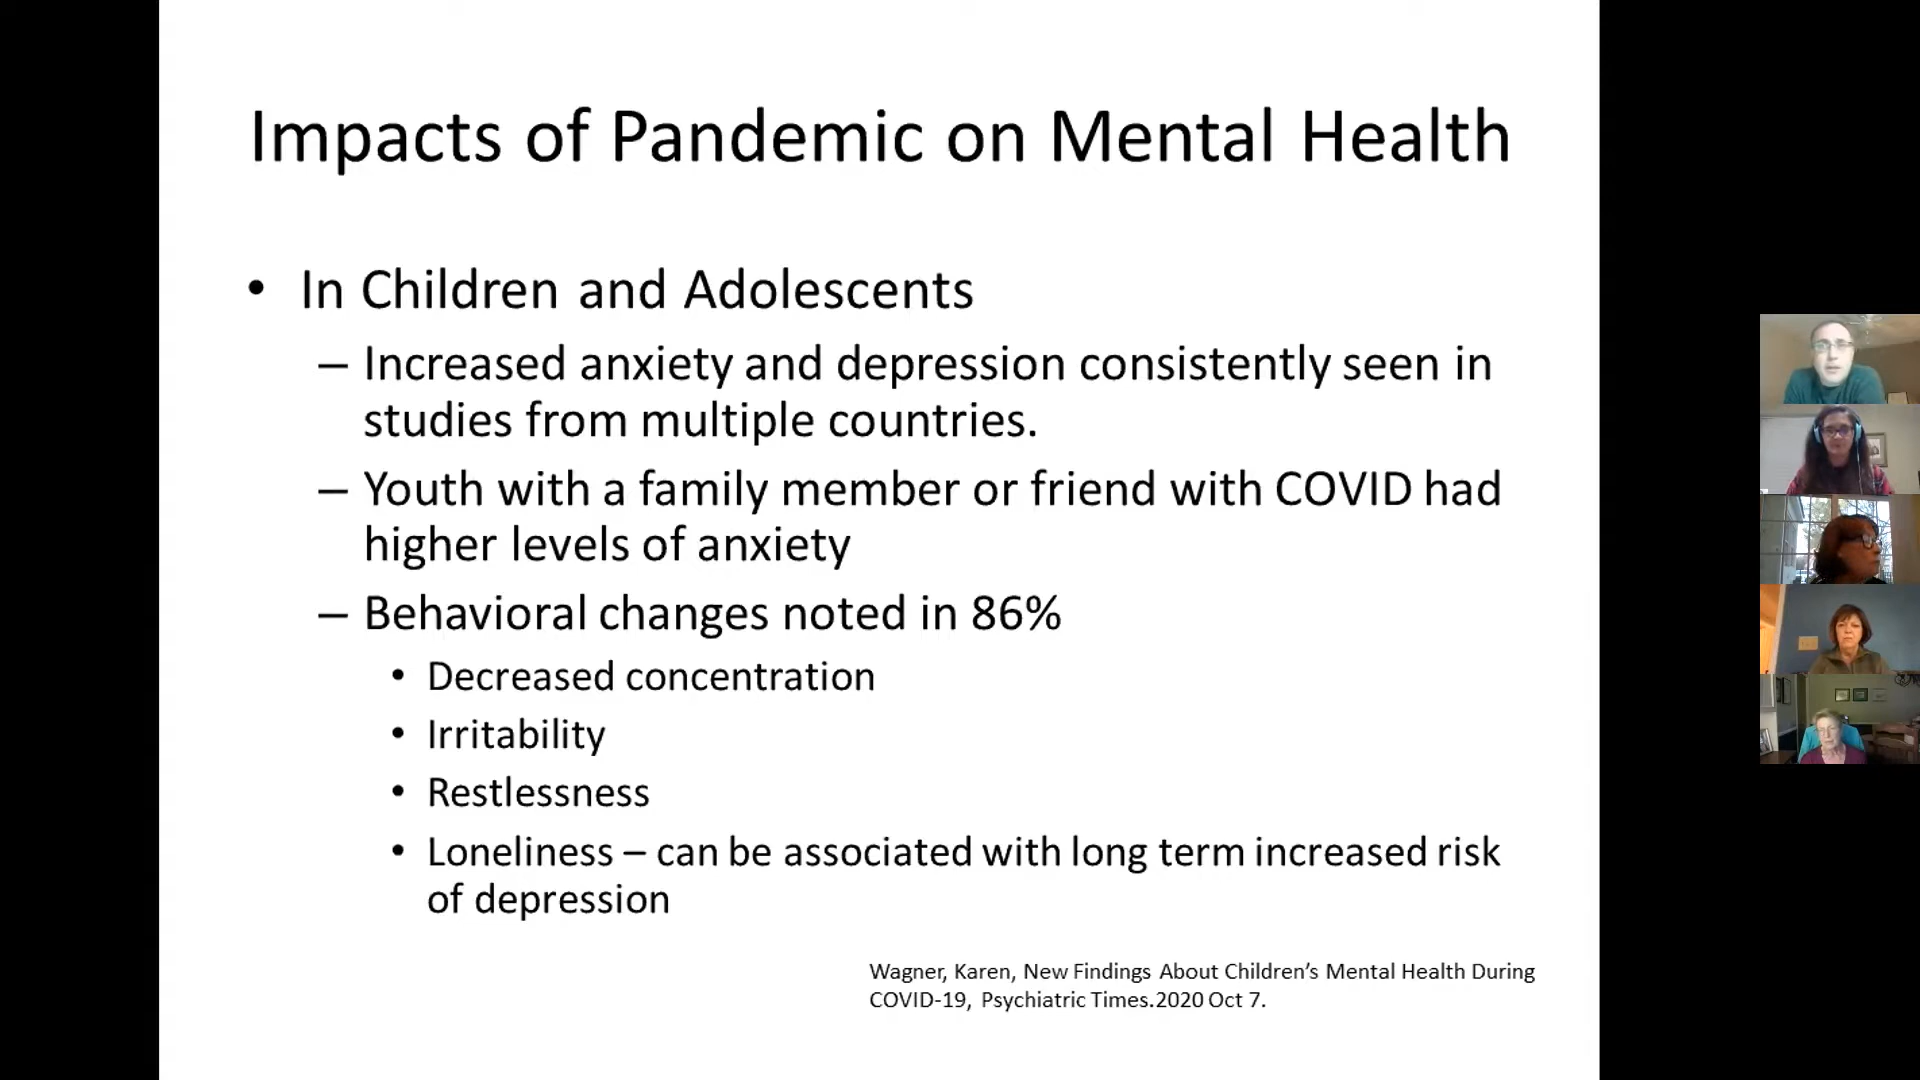 Impacts of Pandemic on Mental Health
• In Children and Adolescents
– Increased anxiety and depression consistently seen in
studies from multiple countries.
– Youth with a family member or friend with COVID had
higher levels of anxiety
– Behavioral changes noted in 86%
• Decreased concentration
• Irritability
• Restlessness
• Loneliness – can be associated with long term increased risk
of depression
Wagner, Karen, New Findings About Children’s Mental Health During
COVID-19, Psychiatric Times.2020 Oct 7.